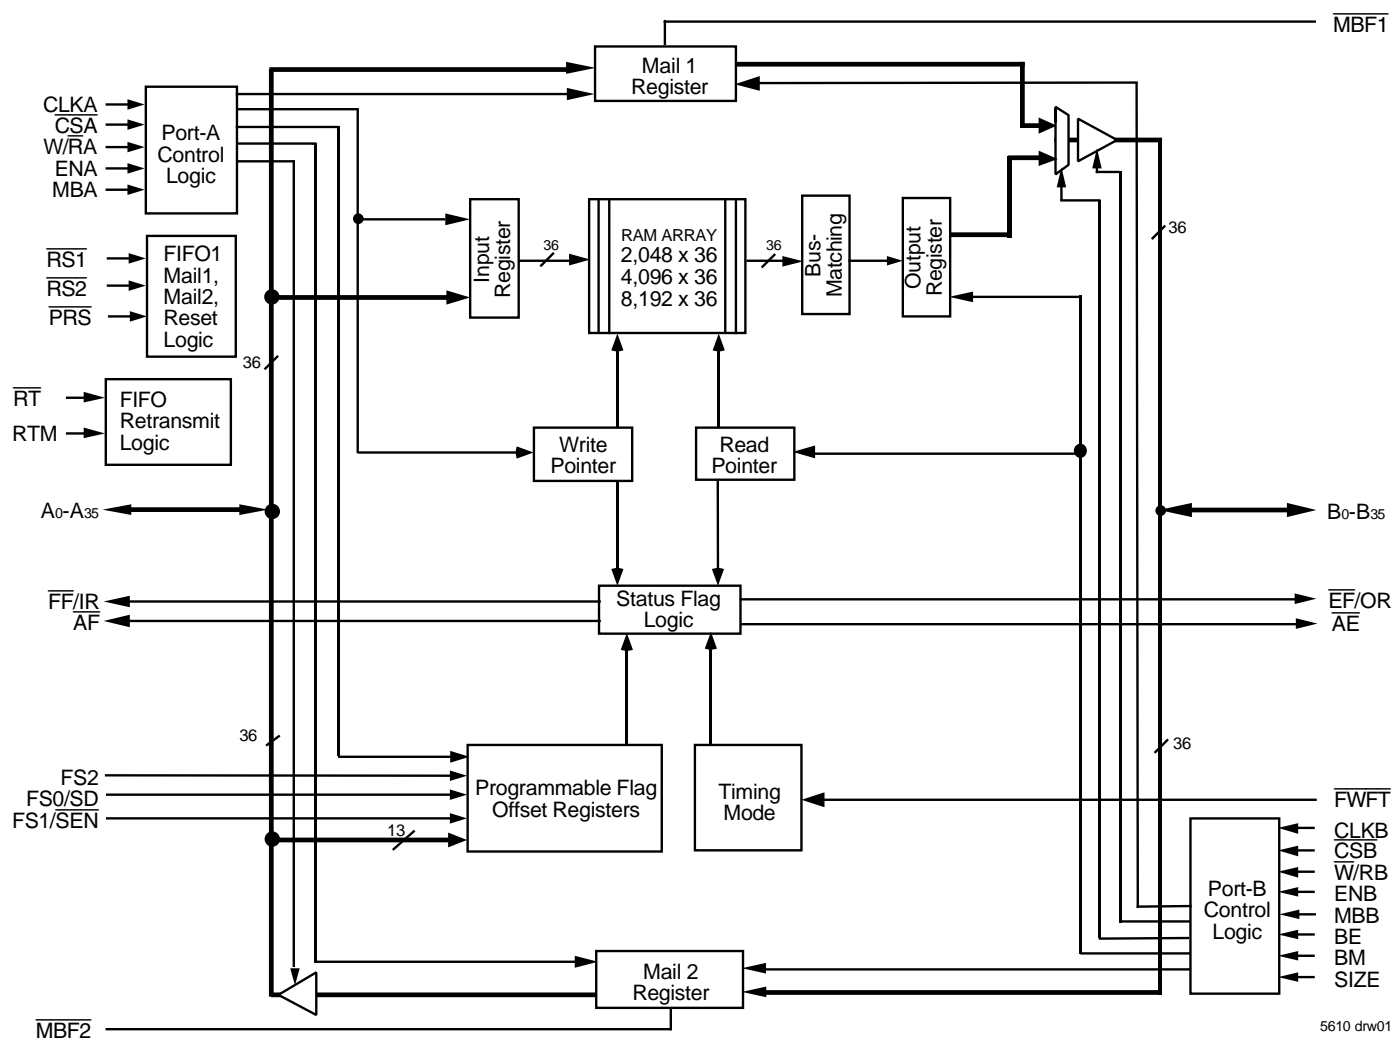 MBF1
Mail 1
Register
CLKA
CSA
W/RA
ENA
MBA
Port-A
Control
Logic
RS1
RS2
PRS
FIFO1
Mail1,
Mail2,
Reset
Logic
Input
Register
36
RAM ARRAY
2,048 x 36
4,096 x 36
8,192 x 36
36
Bus-
Matching
Output
Register
36
36
RT
RTM
FIFO
Retransmit
Logic
Write
Pointer
Read
Pointer
A0-A35
B0-B35
FF/IR
AF
Status Flag
Logic
EF/OR
AE
36
36
FS2
FS0/SD
FS1/SEN
Programmable Flag
Offset Registers
13
Timing
Mode
FWFT
CLKB
CSB
W/RB
ENB
MBB
BE
BM
SIZE
Port-B
Control
Logic
Mail 2
Register
MBF2
5610 drw01